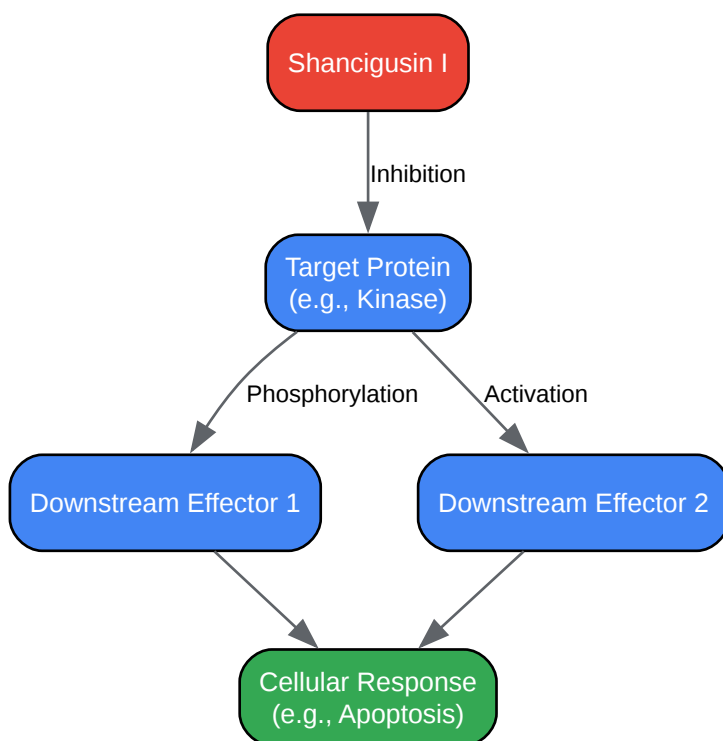 Shancigusin I
Inhibition
Target Protein
(e.g., Kinase)
Phosphorylation
Activation
Downstream Effector 1
Downstream Effector 2
Cellular Response
(e.g., Apoptosis)